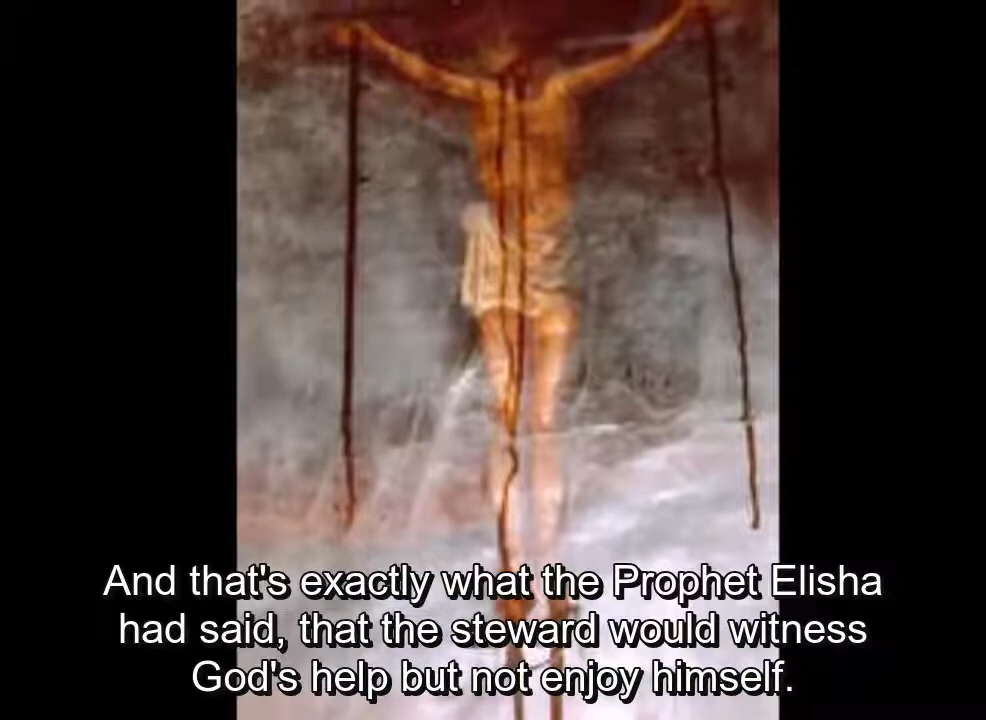 And that's exactly what the Prophet Elisha
had said, that the steward would witness
God's help but not enjoy himself.